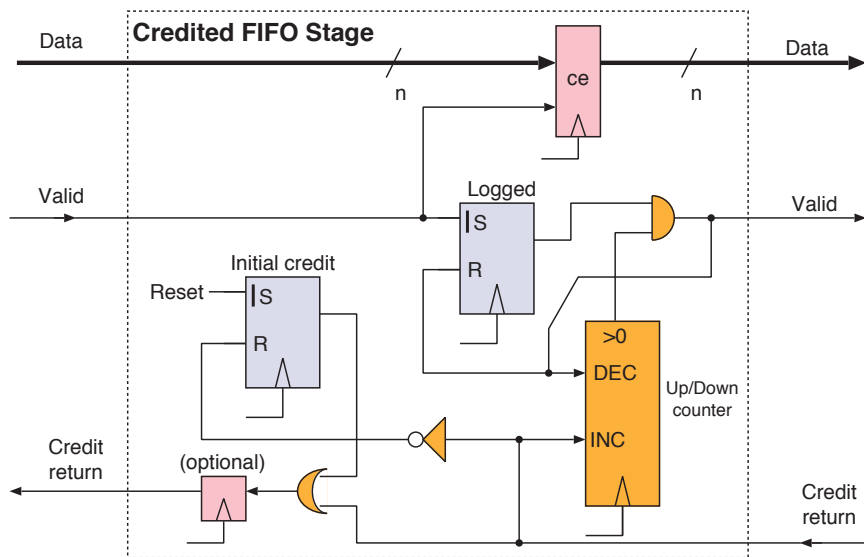 Credited FIFO Stage
Data
Data
n
n
ce
Valid
Logged
Valid
S
R
Initial credit
Reset
S
R
>0
DEC
INC
Up/Down
counter
Credit
return
(optional)
Credit
return